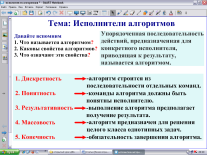 Тема: Исполнители алгоритмов
Давайте вспомним
1. Что называется алгоритмом?
2. Каковы свойства алгоритма?
3. Что означают эти свойства?
Упорядоченная последовательность
действий, предназначенная для
конкретного исполнителя,
приводящая к результату,
называется алгоритмом.
1. Дискретность
-алгоритм строится из
последовательности отдельных команд.
2. Понятность
-команды алгоритма должны быть
понятны исполнителю.
3. Результативность
-выполнение алгоритма предполагает
получение результата.
4. Массовость
-алгоритм предназначен для решения
целого класса однотипных задач.
5. Конечность
-обязательность завершения алгоритма.